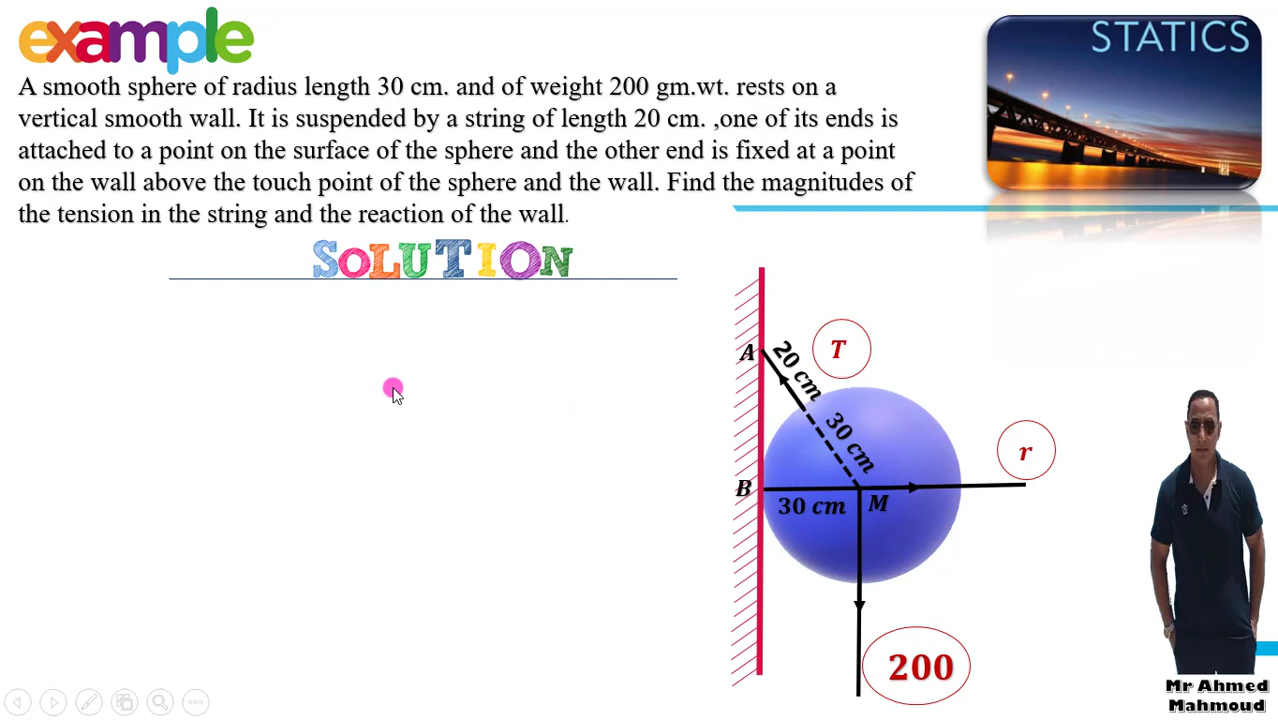 example
STATICS
A smooth sphere of radius length 30 cm. and of weight 200 gm.wt. rests on a
vertical smooth wall. It is suspended by a string of length 20 cm. ,one of its ends is
attached to a point on the surface of the sphere and the other end is fixed at a point
on the wall above the touch point of the sphere and the wall. Find the magnitudes of
the tension in the string and the reaction of the wall.
SOLUTION
A
20 cm
T
30 cm
r
B
30 cm
M
200
Mr Ahmed
Mahmoud